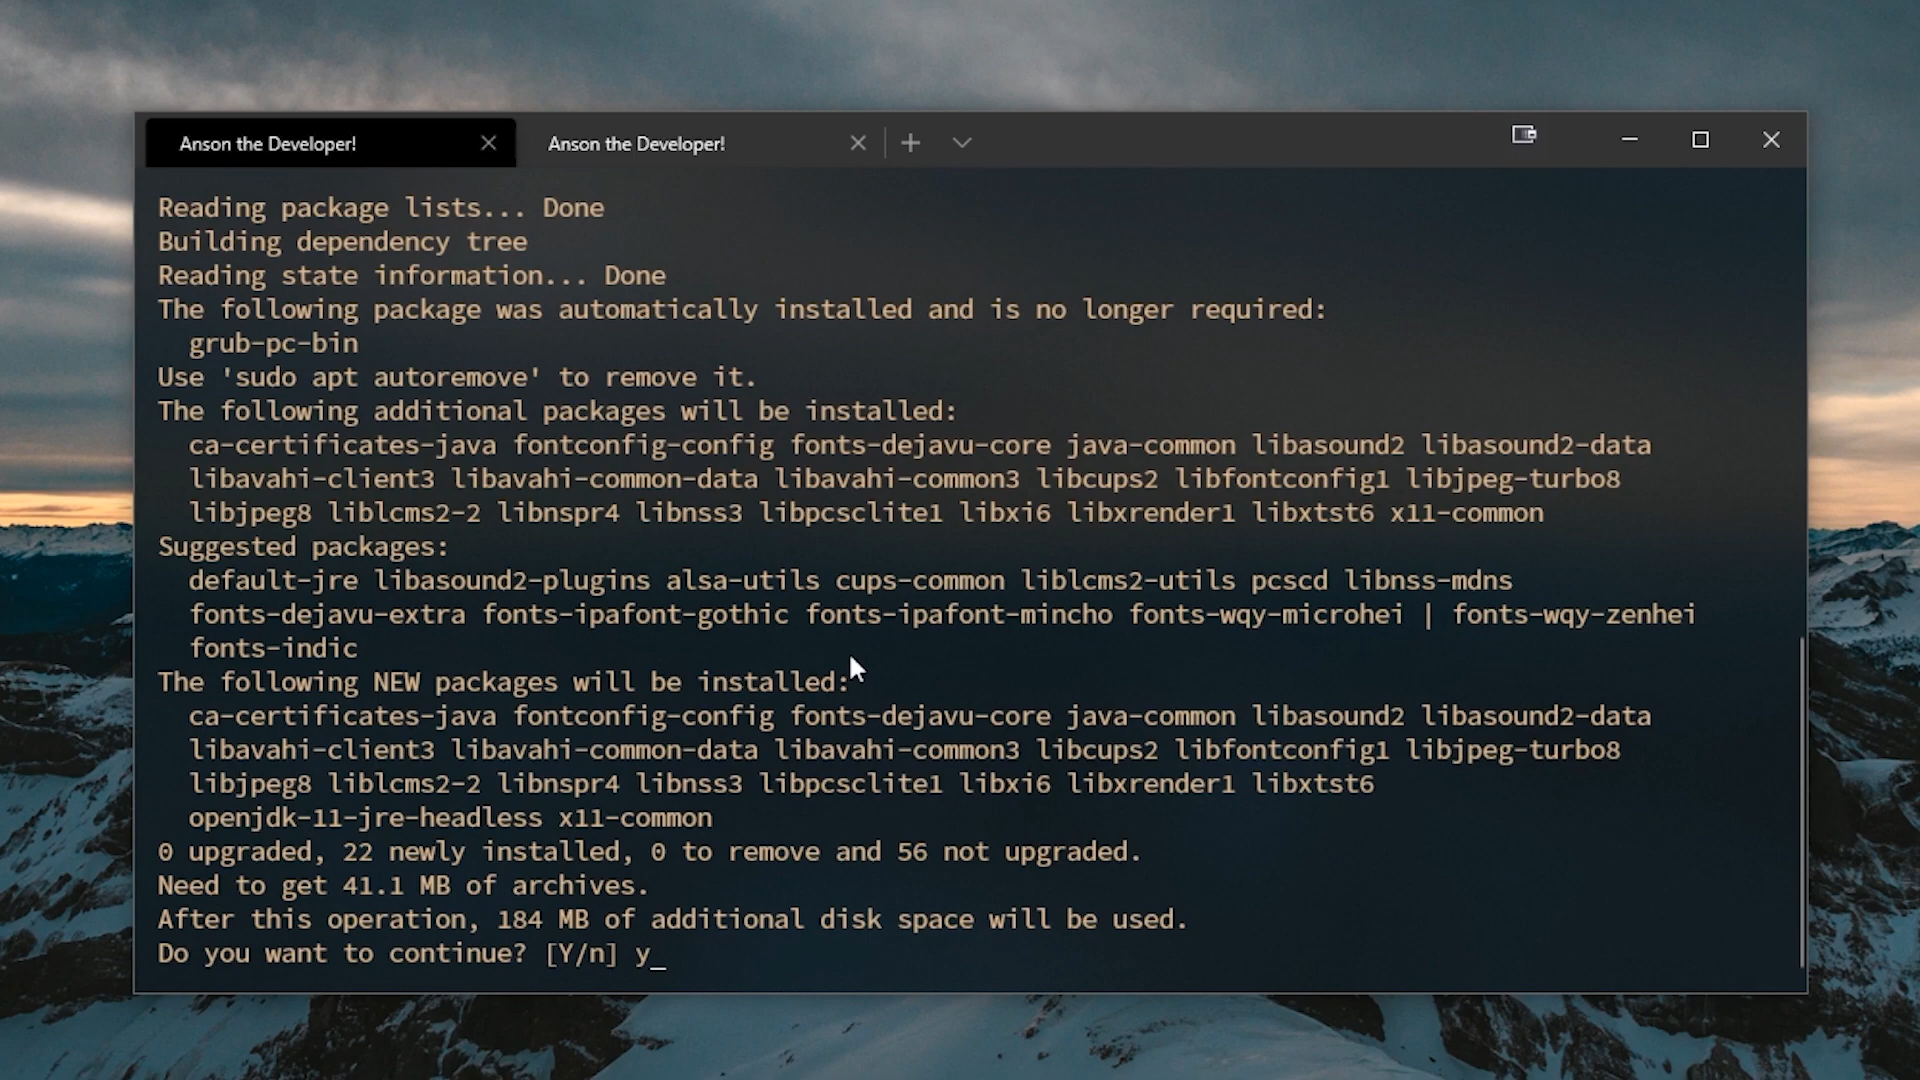 Anson the Developer! Anson the Developer!
Reading package lists... Done
Building dependency tree
Reading state information... Done
The following package was automatically installed and is no longer required:
grub-pc-bin
Use 'sudo apt autoremove' to remove it.
The following additional packages will be installed:
ca-certificates-java fontconfig-config fonts-dejavu-core java-common libasound2 libasound2-data
libavahi-client3 libavahi-common-data libavahi-common3 libcups2 libfontconfig1 libjpeg-turbo8
libjpeg8 liblcms2-2 libnspr4 libnss3 libpcsclite1 libxi6 libxrender1 libxtst6 x11-common
Suggested packages:
default-jre libasound2-plugins alsa-utils cups-common liblcms2-utils pcscd libnss-mdns
fonts-dejavu-extra fonts-ipafont-gothic fonts-ipafont-mincho fonts-wqy-microhei | fonts-wqy-zenhei
fonts-indic
The following NEW packages will be installed:
ca-certificates-java fontconfig-config fonts-dejavu-core java-common libasound2 libasound2-data
libavahi-client3 libavahi-common-data libavahi-common3 libcups2 libfontconfig1 libjpeg-turbo8
libjpeg8 liblcms2-2 libnspr4 libnss3 libpcsclite1 libxi6 libxrender1 libxtst6
openjdk-11-jre-headless x11-common
0 upgraded, 22 newly installed, 0 to remove and 56 not upgraded.
Need to get 41.1 MB of archives.
After this operation, 184 MB of additional disk space will be used.
Do you want to continue? [Y/n] y_